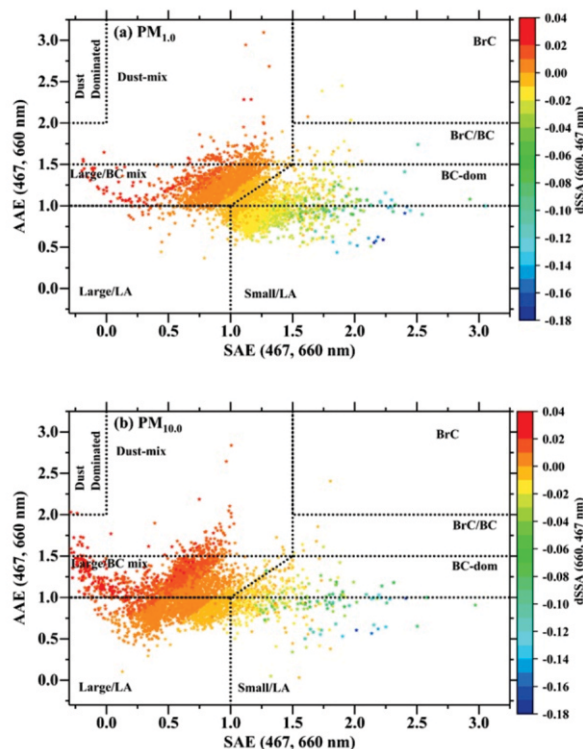 (a) PM1.0
Dust
Dominated
Dust-mix
BrC
BrC/BC
Large/BC mix
BC-dom
Large/LA
Small/LA
3.0
2.5
2.0
1.5
1.0
0.5
0.0
AAE (467, 660 nm)
0.0 0.5 1.0 1.5 2.0 2.5 3.0
SAE (467, 660 nm)
0.04
0.02
0.00
-0.02
-0.04
-0.06
-0.08
-0.10
-0.12
-0.14
-0.16
-0.18
dSSA (660, 467 nm)
(b) PM10.0
Dust
Dominated
Dust-mix
BrC
BrC/BC
Large/BC mix
BC-dom
Large/LA
Small/LA
3.0
2.5
2.0
1.5
1.0
0.5
0.0
AAE (467, 660 nm)
0.0 0.5 1.0 1.5 2.0 2.5 3.0
SAE (467, 660 nm)
0.04
0.02
0.00
-0.02
-0.04
-0.06
-0.08
-0.10
-0.12
-0.14
-0.16
-0.18
dSSA (660, 467 nm)